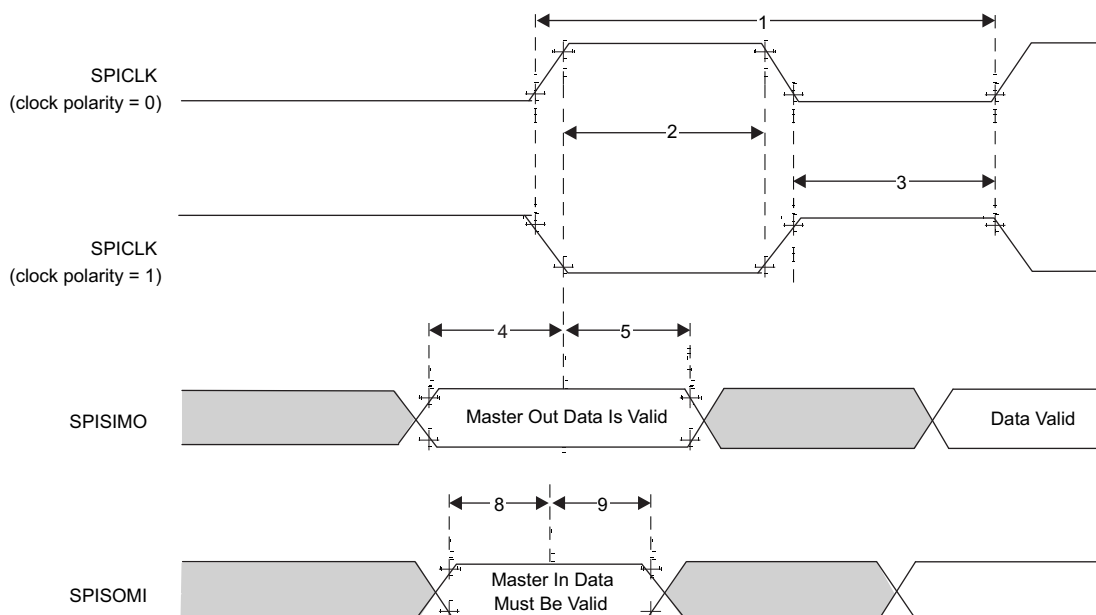 1
SPICLK
(clock polarity = 0)
2
3
SPICLK
(clock polarity = 1)
4
5
SPISIMO
Master Out Data Is Valid
Data Valid
8
9
SPISOMI
Master In Data
Must Be Valid